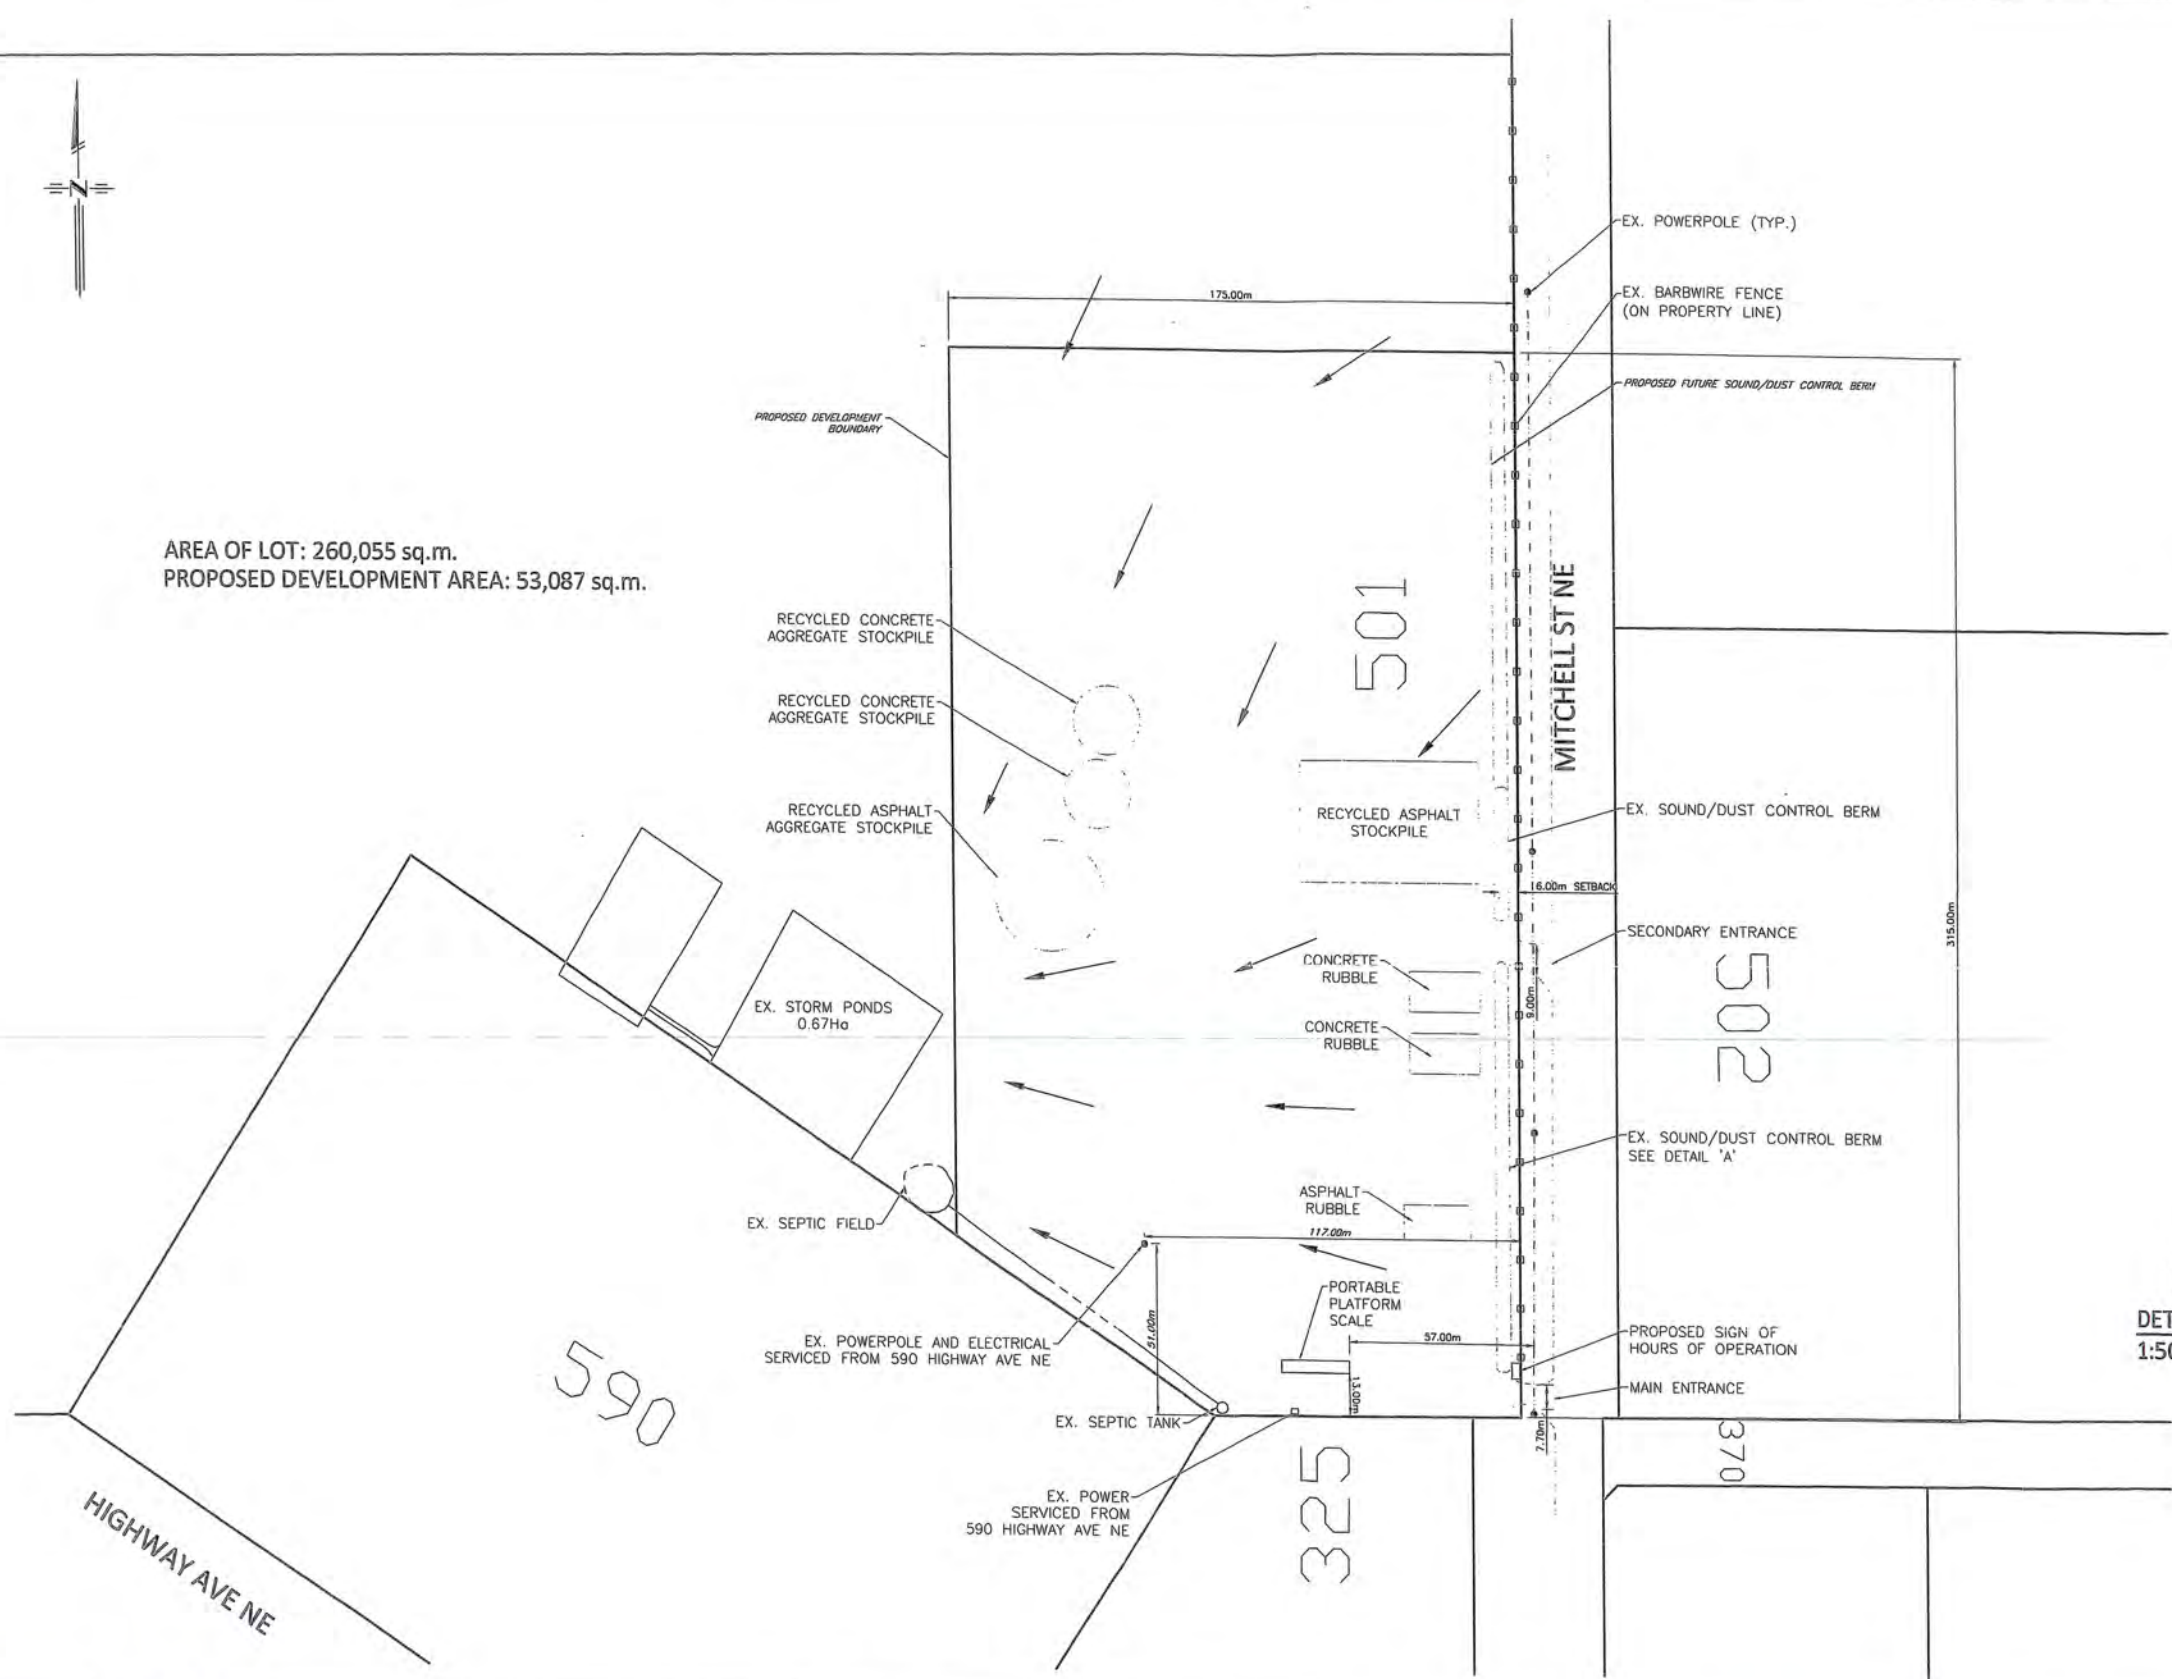 N
EX. POWERPOLE (TYP.)
175.00m
EX. BARBWIRE FENCE
(ON PROPERTY LINE)
PROPOSED FUTURE SOUND/DUST CONTROL BERM
PROPOSED DEVELOPMENT
BOUNDARY
AREA OF LOT: 260,055 sq.m.
PROPOSED DEVELOPMENT AREA: 53,087 sq.m.
501
MITCHELL ST NE
RECYCLED CONCRETE
AGGREGATE STOCKPILE
RECYCLED CONCRETE
AGGREGATE STOCKPILE
RECYCLED ASPHALT
AGGREGATE STOCKPILE
RECYCLED ASPHALT
STOCKPILE
EX. SOUND/DUST CONTROL BERM
6.00m SETBACK
315.00m
SECONDARY ENTRANCE
CONCRETE
RUBBLE
9.00m
502
EX. STORM PONDS
0.67Ha
CONCRETE
RUBBLE
EX. SOUND/DUST CONTROL BERM
SEE DETAIL 'A'
ASPHALT
RUBBLE
EX. SEPTIC FIELD
117.00m
PORTABLE
PLATFORM
SCALE
51.00m
57.00m
EX. POWERPOLE AND ELECTRICAL
SERVICED FROM 590 HIGHWAY AVE NE
PROPOSED SIGN OF
HOURS OF OPERATION
DET
1:50
590
13.00m
MAIN ENTRANCE
EX. SEPTIC TANK
7.70m
370
325
EX. POWER
SERVICED FROM
590 HIGHWAY AVE NE
HIGHWAY AVE NE